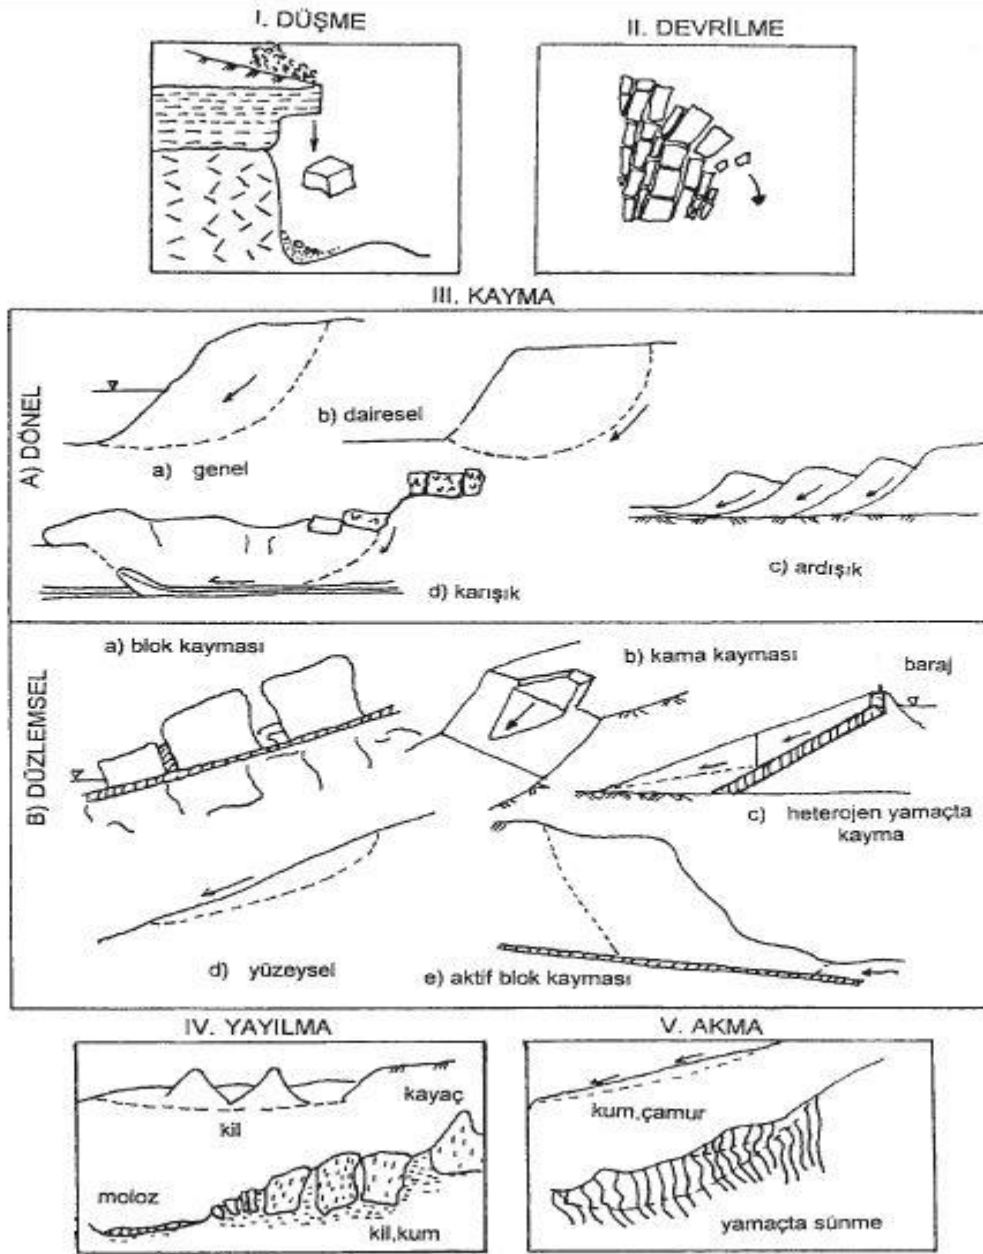 I. DÜŞME
II. DEVRİLME
III. KAYMA
A) DÖNEL
a) genel
b) dairesel
c) ardışık
d) karışık
B) DÜZLEMSEL
a) blok kayması
b) kama kayması
baraj
c) heterojen yamaçta
kayma
d) yüzeysel
e) aktif blok kayması
IV. YAYILMA
kayaç
kil
moloz
kil,kum
V. AKMA
kum,çamur
yamaçta sünme